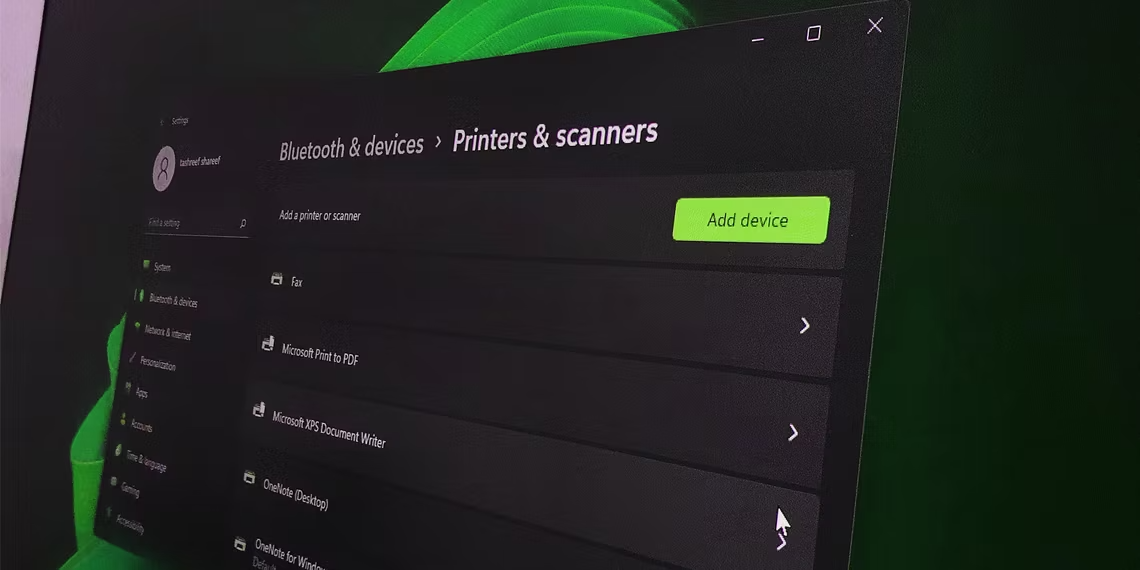 Settings
tashreef shareef
Find a setting
System
Bluetooth & devices
Network & internet
Personalization
Apps
Accounts
Time & language
Gaming
Accessibility
Bluetooth & devices › Printers & scanners
Add a printer or scanner
Add device
Fax
Microsoft Print to PDF
Microsoft XPS Document Writer
OneNote (Desktop)
OneNote for Window
Default